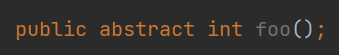 public abstract int foo();